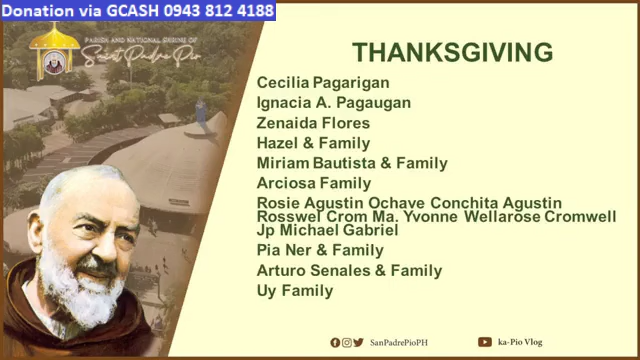 Donation via GCASH 0943 812 4188
PARISH AND NATIONAL SHRINE OF
Saint Padre Pio
THANKSGIVING
Cecilia Pagarigan
Ignacia A. Pagaugan
Zenaida Flores
Hazel & Family
Miriam Bautista & Family
Arciosa Family
Rosie Agustin Ochave Conchita Agustin
Rosswel Crom Ma. Yvonne Wellarose Cromwell
Jp Michael Gabriel
Pia Ner & Family
Arturo Senales & Family
Uy Family
SanPadrePioPH
ka-Pio Vlog